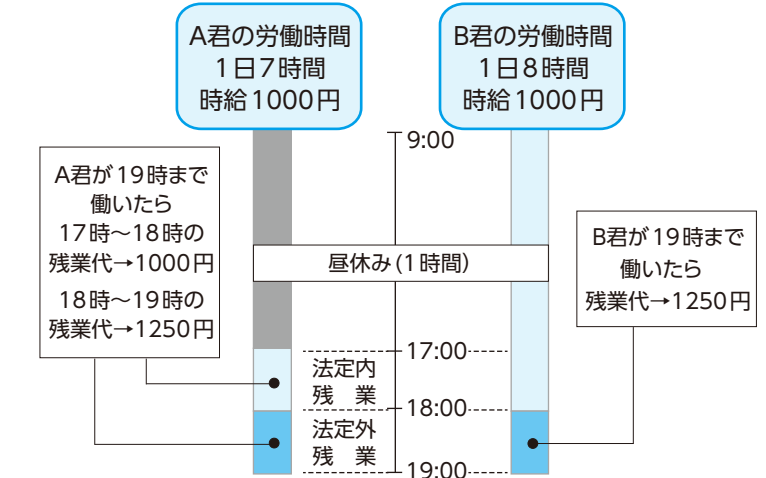 A君の労働時間
1日7時間
時給1000円
B君の労働時間
1日8時間
時給1000円
9:00
A君が19時まで
働いたら
17時～18時の
残業代→1000円
18時～19時の
残業代→1250円
B君が19時まで
働いたら
残業代→1250円
昼休み(1時間)
17:00
法定内
残　業
18:00
法定外
残　業
19:00